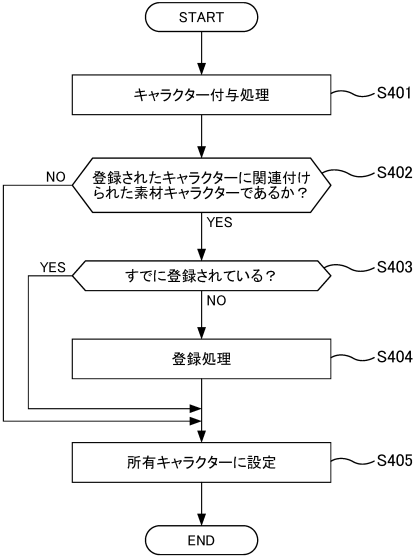 START
キャラクター付与処理
S401
登録されたキャラクターに関連付け
られた素材キャラクターであるか？
S402
NO
YES
すでに登録されている？
S403
YES
NO
登録処理
S404
所有キャラクターに設定
S405
END